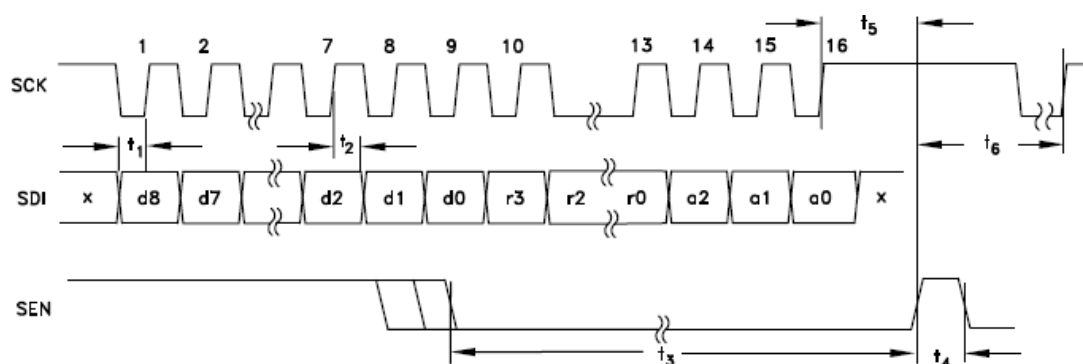 t5
1 2 7 8 9 10 13 14 15 16
SCK
t1 t2 t6
SDI x d8 d7 d2 d1 d0 r3 r2 r0 a2 a1 a0 x
SEN
t3 t4